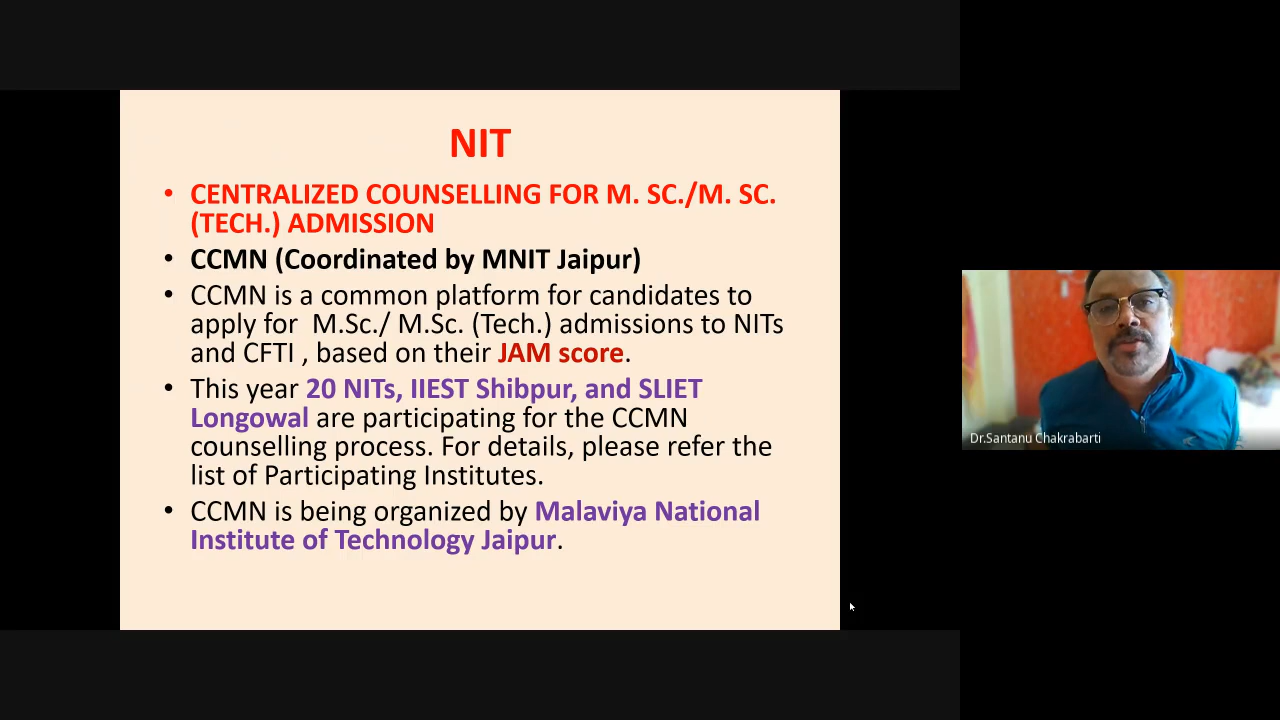 NIT
• CENTRALIZED COUNSELLING FOR M. SC./M. SC.
(TECH.) ADMISSION
• CCMN (Coordinated by MNIT Jaipur)
• CCMN is a common platform for candidates to
apply for  M.Sc./ M.Sc. (Tech.) admissions to NITs
and CFTI , based on their JAM score.
• This year 20 NITs, IIEST Shibpur, and SLIET
Longowal are participating for the CCMN
counselling process. For details, please refer the
list of Participating Institutes.
• CCMN is being organized by Malaviya National
Institute of Technology Jaipur.
Dr.Santanu Chakrabarti